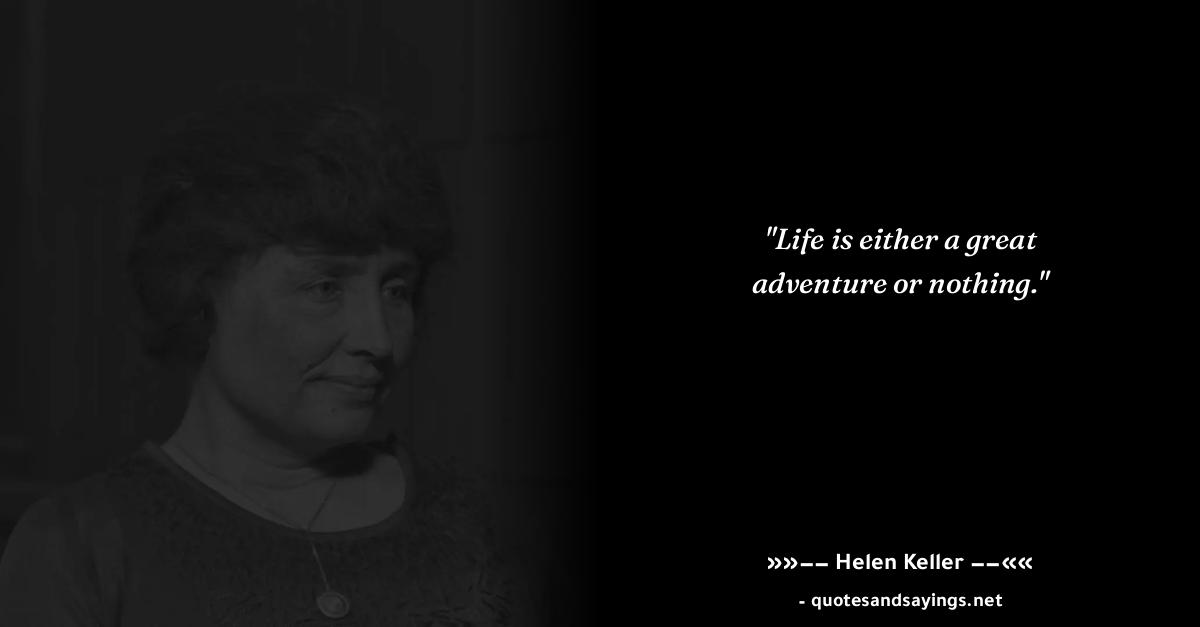 "Life is either a great
adventure or nothing."
»»–– Helen Keller ––««
- quotesandsayings.net